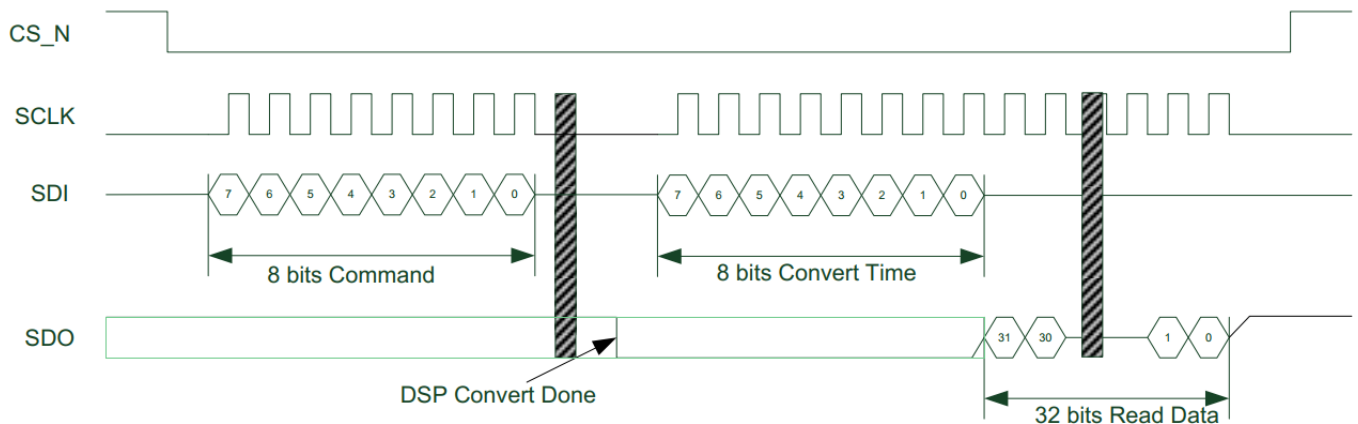 CS_N
SCLK
SDI
7 6 5 4 3 2 1 0
7 6 5 4 3 2 1 0
8 bits Command
8 bits Convert Time
SDO
31 30
1 0
DSP Convert Done
32 bits Read Data